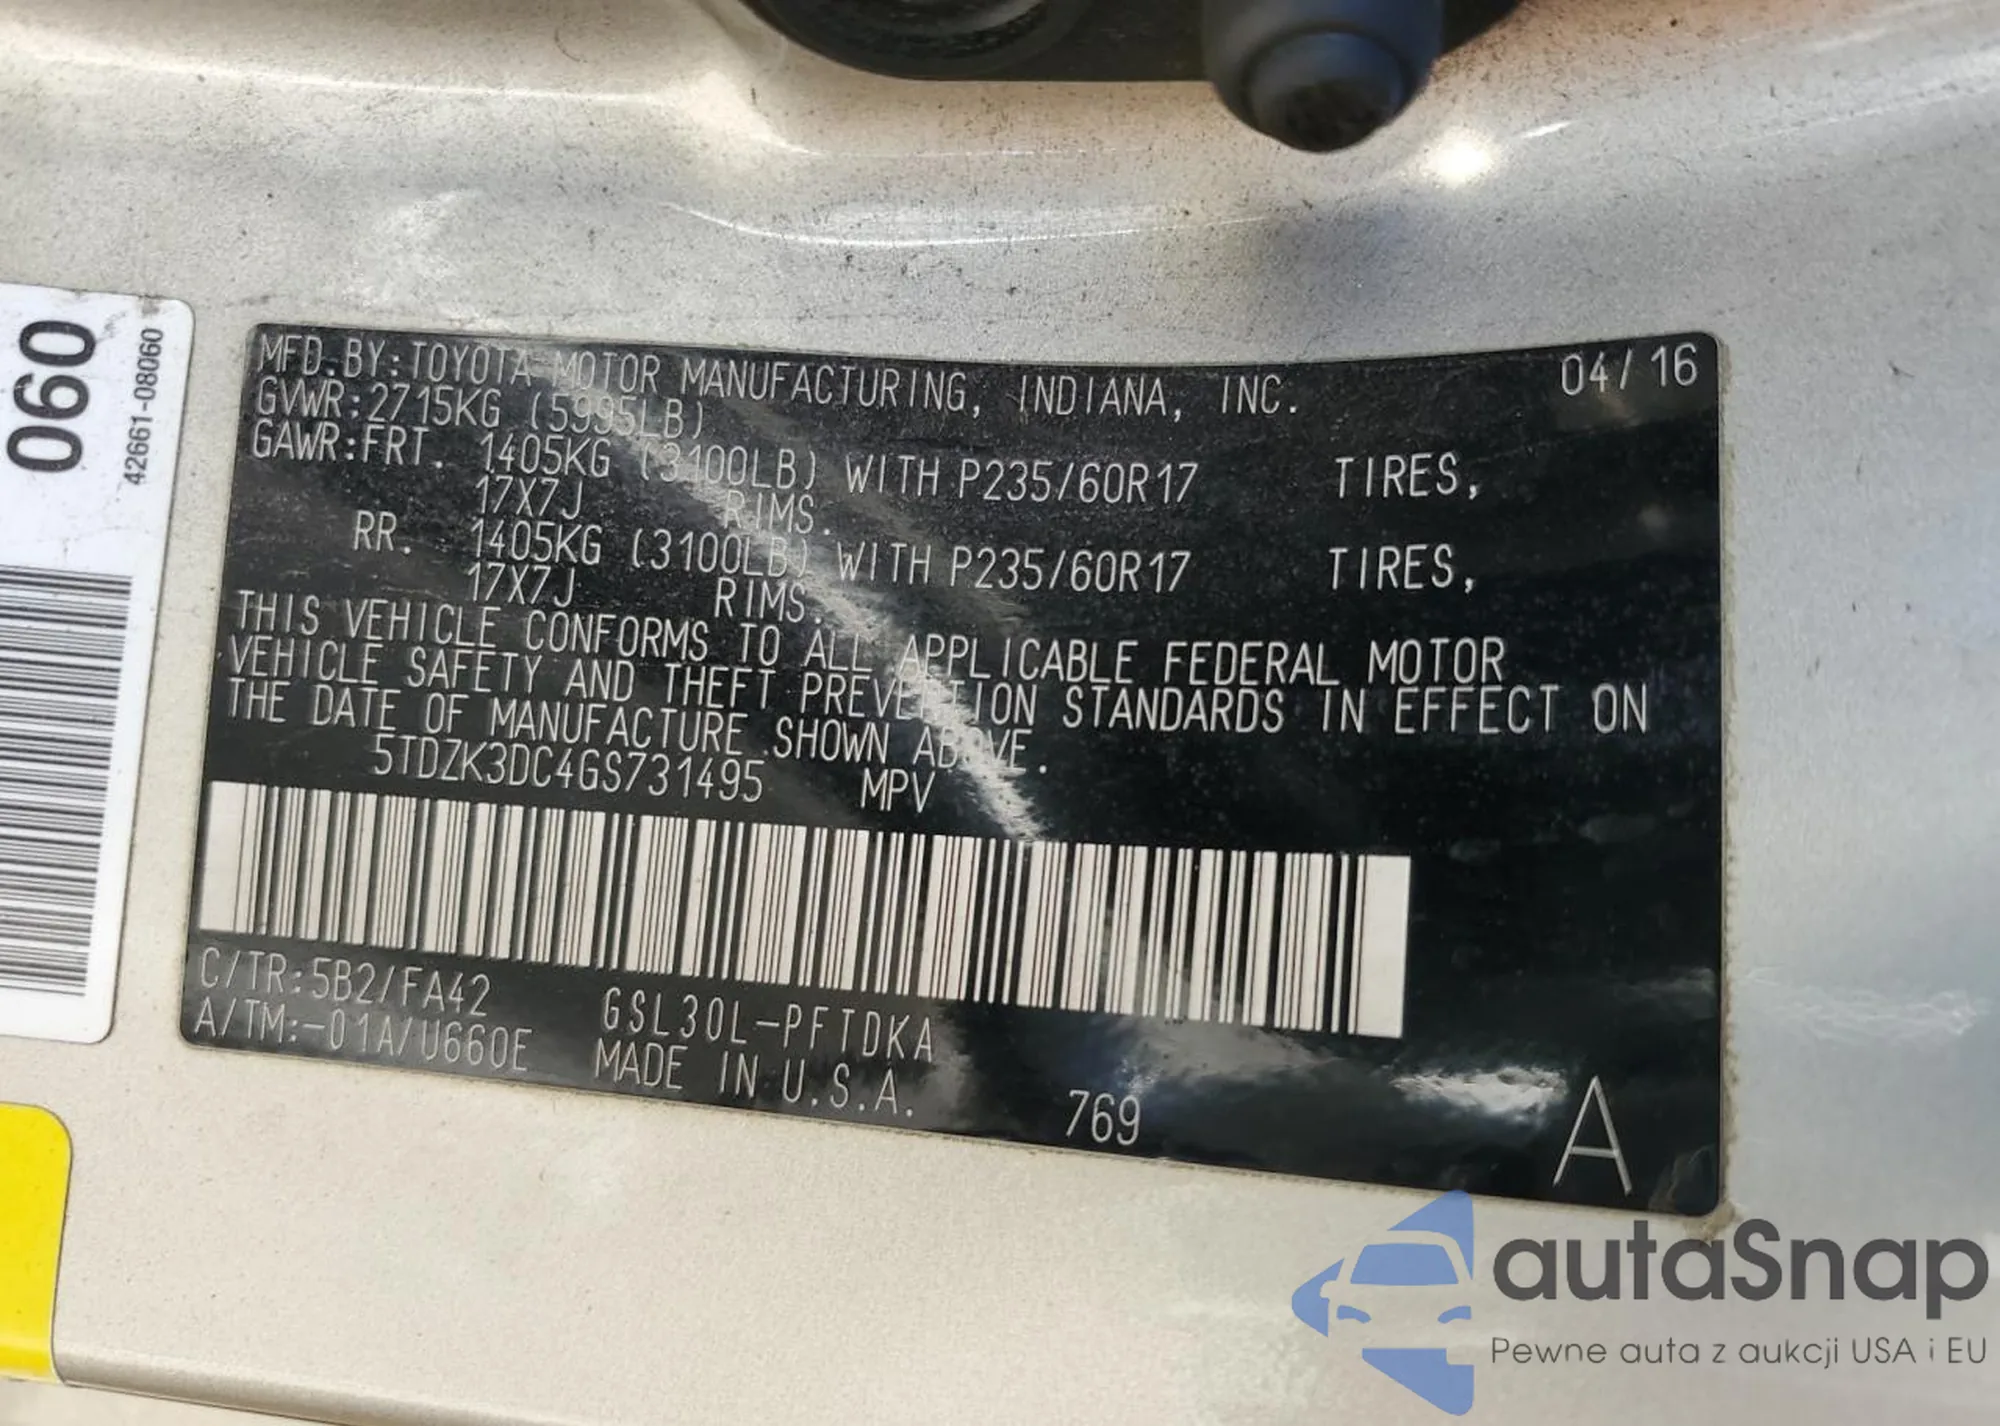 060
42661-08060
MFD.BY:TOYOTA MOTOR MANUFACTURING, INDIANA, INC. 04/16
GVWR:2715KG (5995LB)
GAWR:FRT. 1405KG (3100LB) WITH P235/60R17 TIRES,
17X7J RIMS.
RR. 1405KG (3100LB) WITH P235/60R17 TIRES,
17X7J RIMS.
THIS VEHICLE CONFORMS TO ALL APPLICABLE FEDERAL MOTOR
VEHICLE SAFETY AND THEFT PREVENTION STANDARDS IN EFFECT ON
THE DATE OF MANUFACTURE SHOWN ABOVE.
5TDZK3DC4GS731495 MPV
C/TR:5B2/FA42 GSL30L-PFTDKA
A/TM:-01A/U660E MADE IN U.S.A. 769 A
autaSnap
Pewne auta z aukcji USA i EU